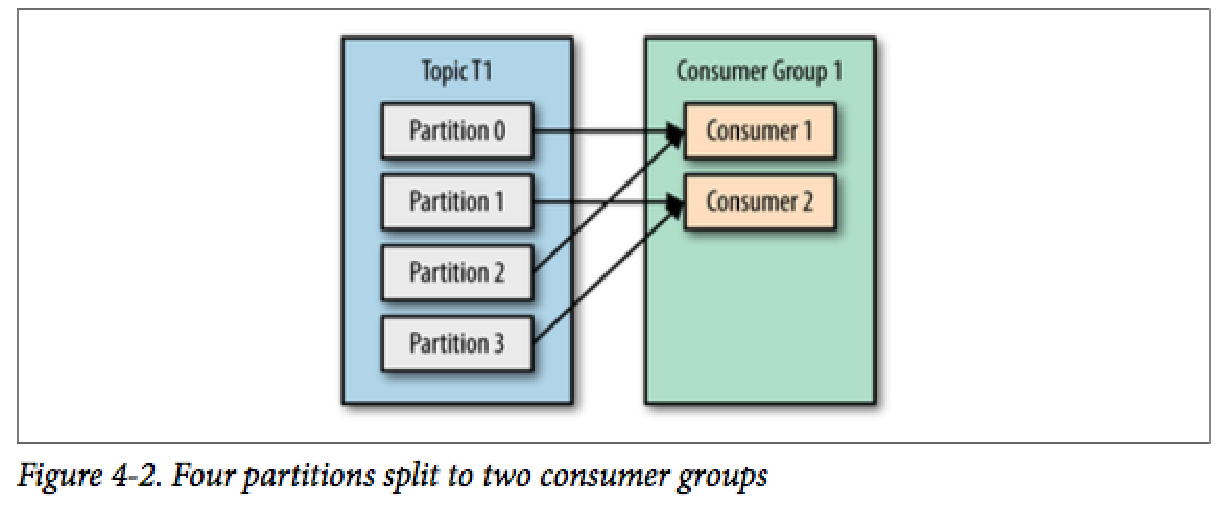 Topic T1
Partition 0
Partition 1
Partition 2
Partition 3
Consumer Group 1
Consumer 1
Consumer 2
Figure 4-2. Four partitions split to two consumer groups